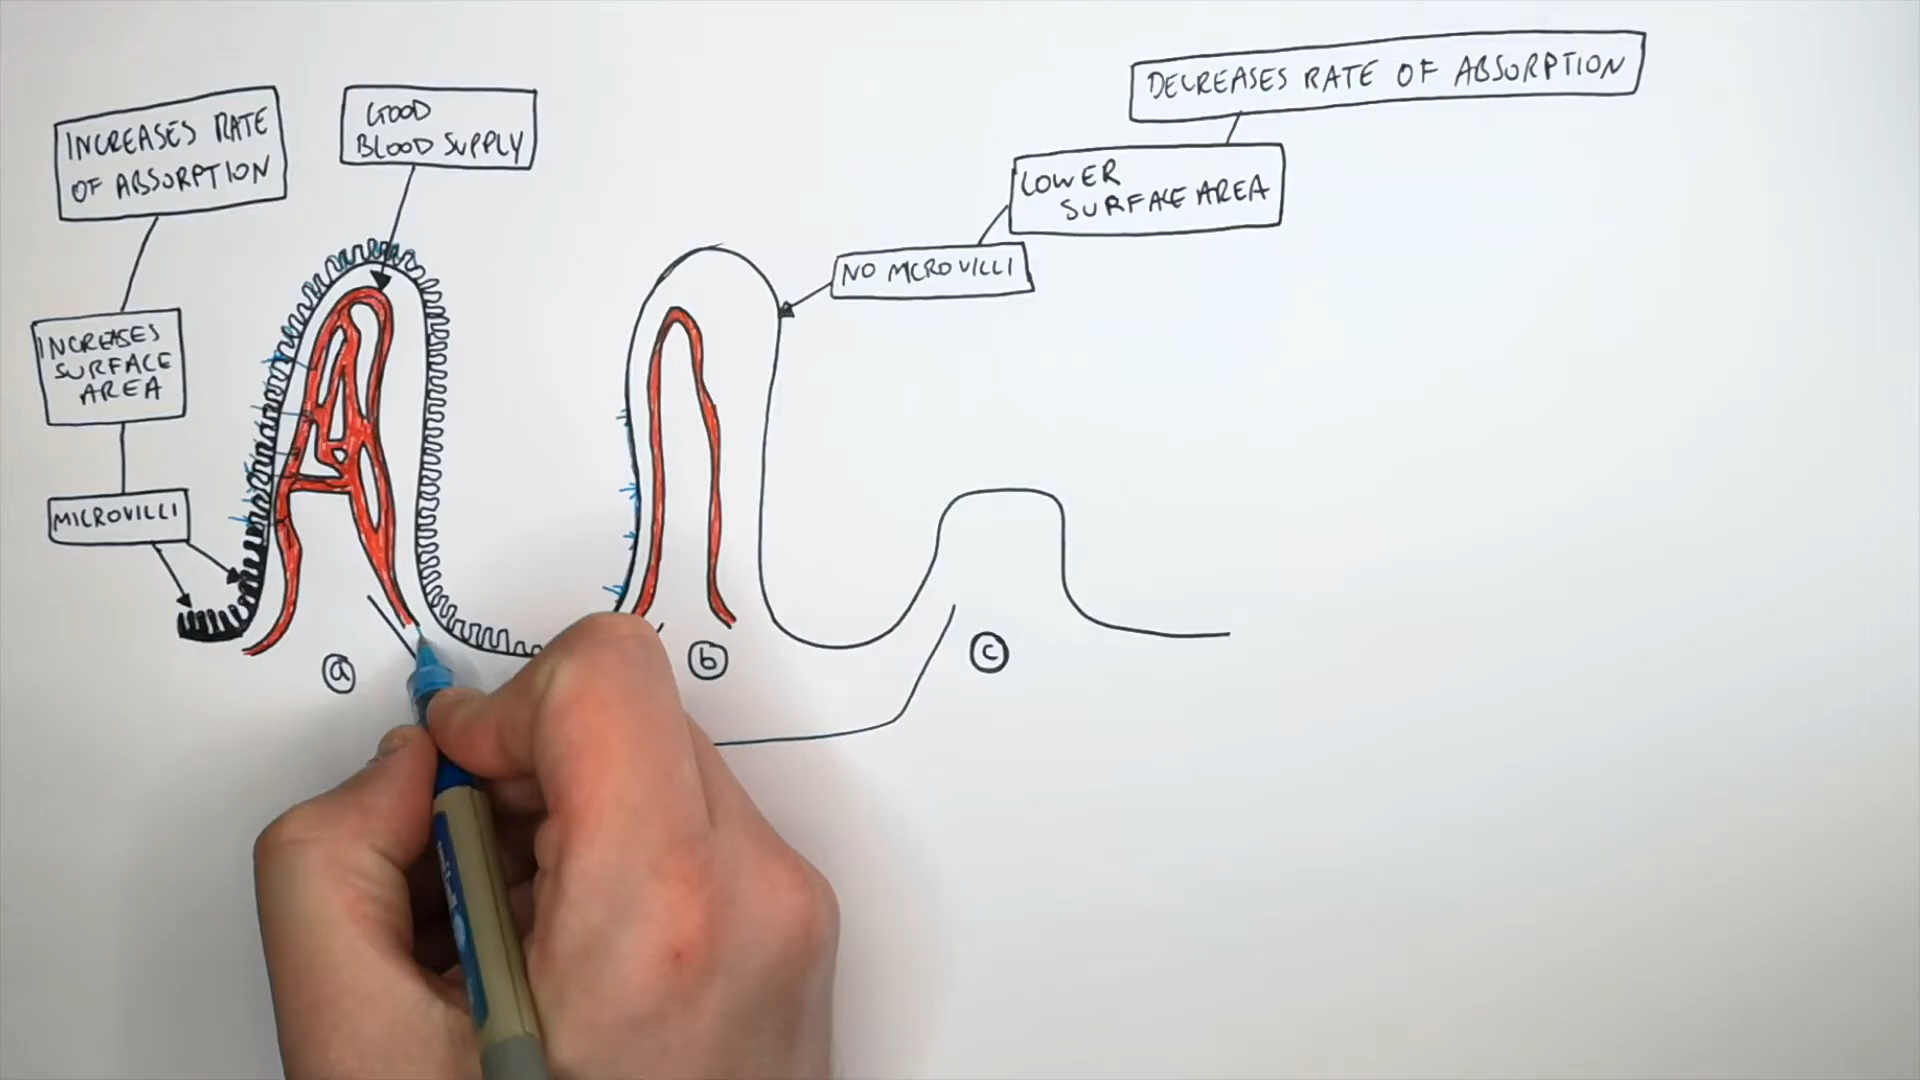 INCREASES RATE
OF ABSORPTION
GOOD
BLOOD SUPPLY
DECREASES RATE OF ABSORPTION
LOWER
SURFACE AREA
NO MICROVILLI
INCREASES
SURFACE
AREA
MICROVILLI
a
b
c